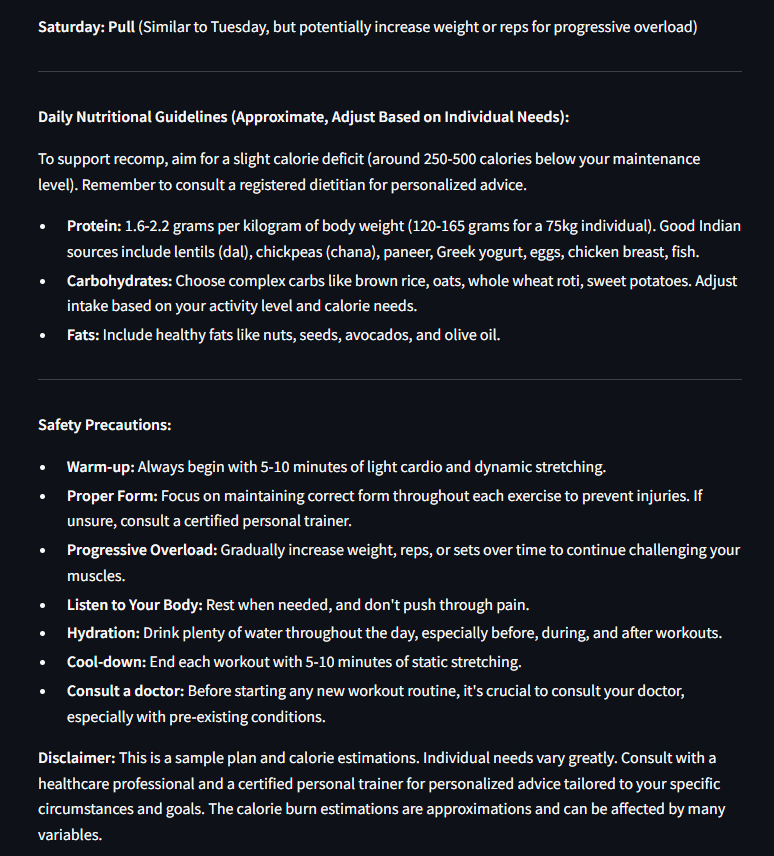 Saturday: Pull (Similar to Tuesday, but potentially increase weight or reps for progressive overload)
Daily Nutritional Guidelines (Approximate, Adjust Based on Individual Needs):
To support recomp, aim for a slight calorie deficit (around 250-500 calories below your maintenance
level). Remember to consult a registered dietitian for personalized advice.
• Protein: 1.6-2.2 grams per kilogram of body weight (120-165 grams for a 75kg individual). Good Indian
sources include lentils (dal), chickpeas (chana), paneer, Greek yogurt, eggs, chicken breast, fish.
• Carbohydrates: Choose complex carbs like brown rice, oats, whole wheat roti, sweet potatoes. Adjust
intake based on your activity level and calorie needs.
• Fats: Include healthy fats like nuts, seeds, avocados, and olive oil.
Safety Precautions:
• Warm-up: Always begin with 5-10 minutes of light cardio and dynamic stretching.
• Proper Form: Focus on maintaining correct form throughout each exercise to prevent injuries. If
unsure, consult a certified personal trainer.
• Progressive Overload: Gradually increase weight, reps, or sets over time to continue challenging your
muscles.
• Listen to Your Body: Rest when needed, and don't push through pain.
• Hydration: Drink plenty of water throughout the day, especially before, during, and after workouts.
• Cool-down: End each workout with 5-10 minutes of static stretching.
• Consult a doctor: Before starting any new workout routine, it's crucial to consult your doctor,
especially with pre-existing conditions.
Disclaimer: This is a sample plan and calorie estimations. Individual needs vary greatly. Consult with a
healthcare professional and a certified personal trainer for personalized advice tailored to your specific
circumstances and goals. The calorie burn estimations are approximations and can be affected by many
variables.